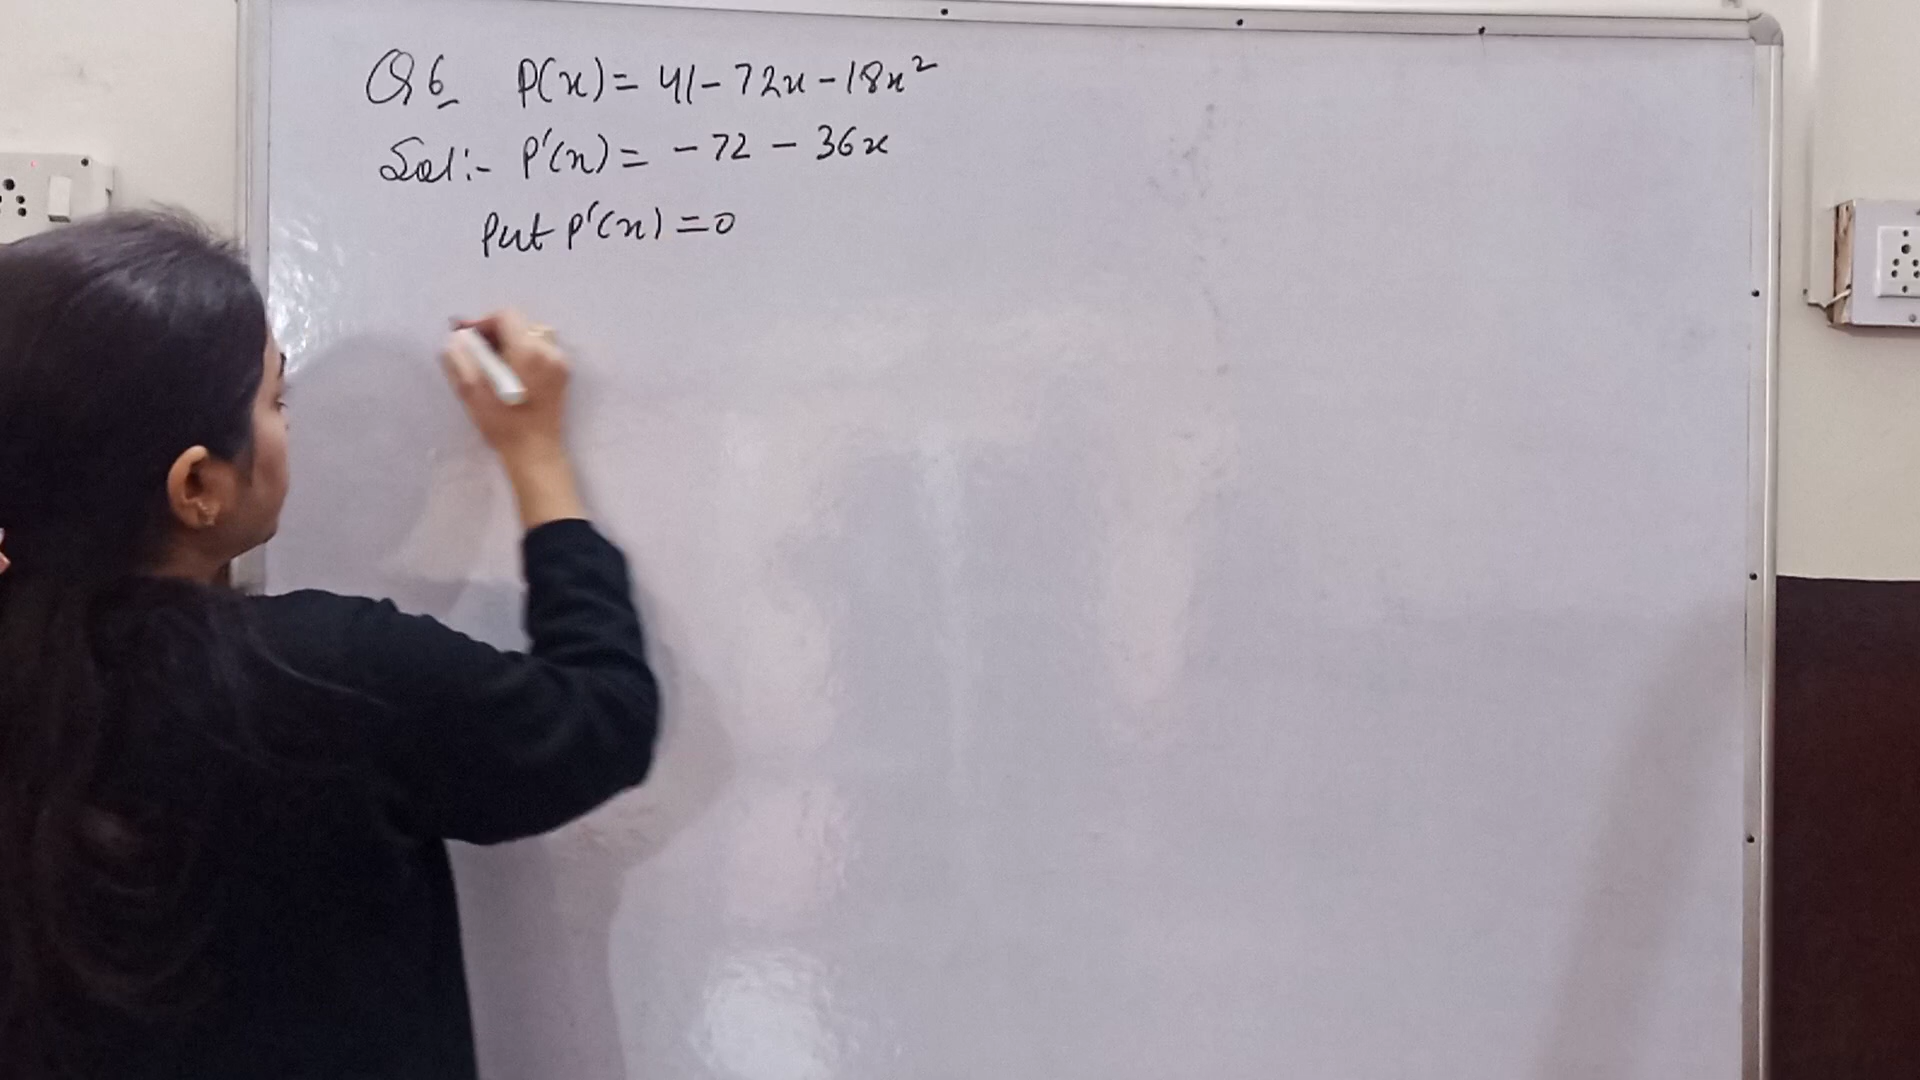 Q6 P(x) = 41 - 72x - 18x²
Sol:- P'(x) = - 72 - 36x
Put P'(x) = 0